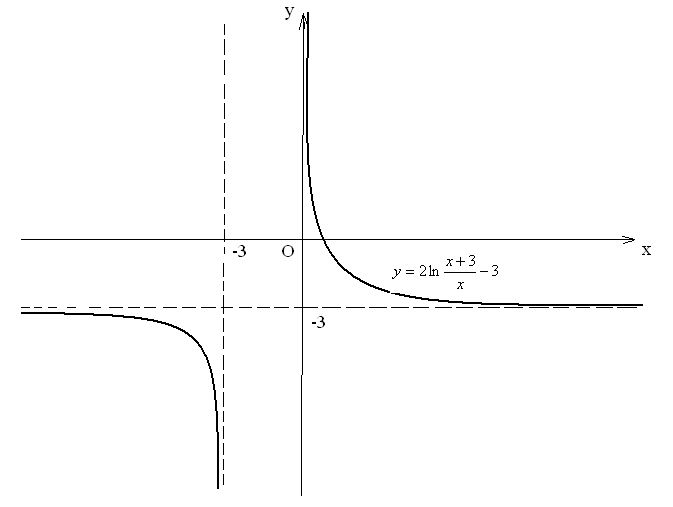 y
-3
O
x
y = 2ln x+3/x − 3
-3